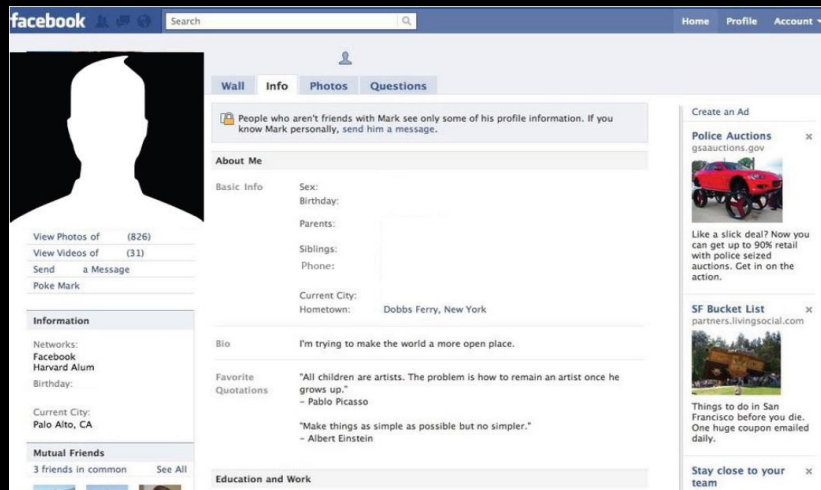 facebook
Search
Home Profile Account
Wall Info Photos Questions
People who aren't friends with Mark see only some of his profile information. If you
know Mark personally, send him a message.
About Me
Basic Info
Sex:
Birthday:
Parents:
Siblings:
Phone:
Current City:
Hometown: Dobbs Ferry, New York
Bio
I'm trying to make the world a more open place.
Favorite
Quotations
"All children are artists. The problem is how to remain an artist once he
grows up."
– Pablo Picasso
"Make things as simple as possible but no simpler."
– Albert Einstein
Education and Work
View Photos of (826)
View Videos of (31)
Send a Message
Poke Mark
Information
Networks:
Facebook
Harvard Alum
Birthday:
Current City:
Palo Alto, CA
Mutual Friends
3 friends in common See All
Create an Ad
Police Auctions x
gsaauctions.gov
Like a slick deal? Now you
can get up to 90% retail
with police seized
auctions. Get in on the
action.
SF Bucket List x
partners.livingsocial.com
Things to do in San
Francisco before you die.
One huge coupon emailed
daily.
Stay close to your x
team